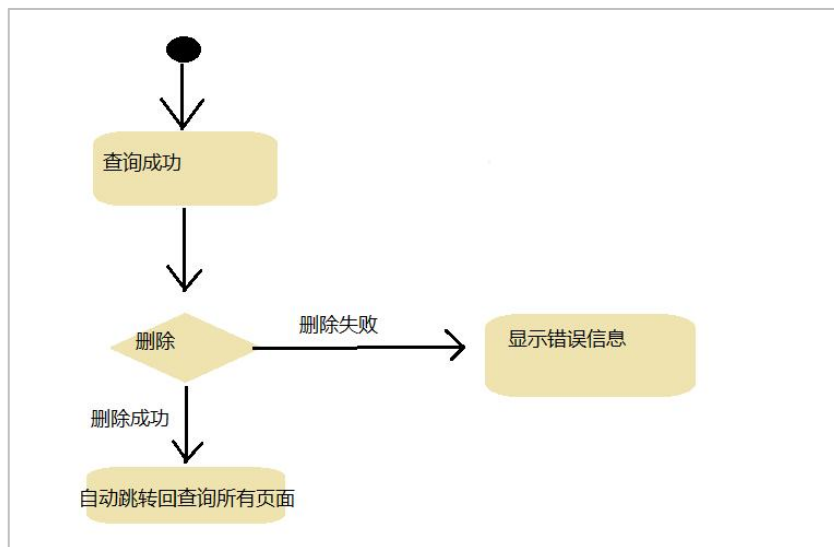 查询成功
删除
删除失败
显示错误信息
删除成功
自动跳转回查询所有页面